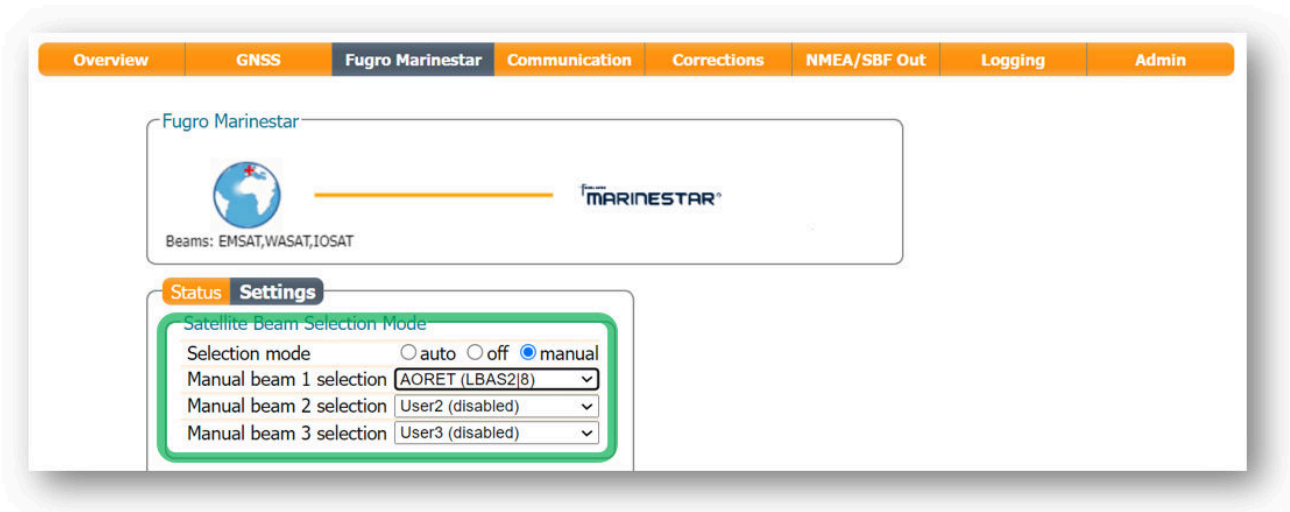 Overview GNSS Fugro Marinestar Communication Corrections NMEA/SBF Out Logging Admin
Fugro Marinestar
MARINESTAR
Beams: EMSAT,WASAT,IOSAT
Status Settings
Satellite Beam Selection Mode
Selection mode auto off manual
Manual beam 1 selection AORET (LBAS2|8)
Manual beam 2 selection User2 (disabled)
Manual beam 3 selection User3 (disabled)